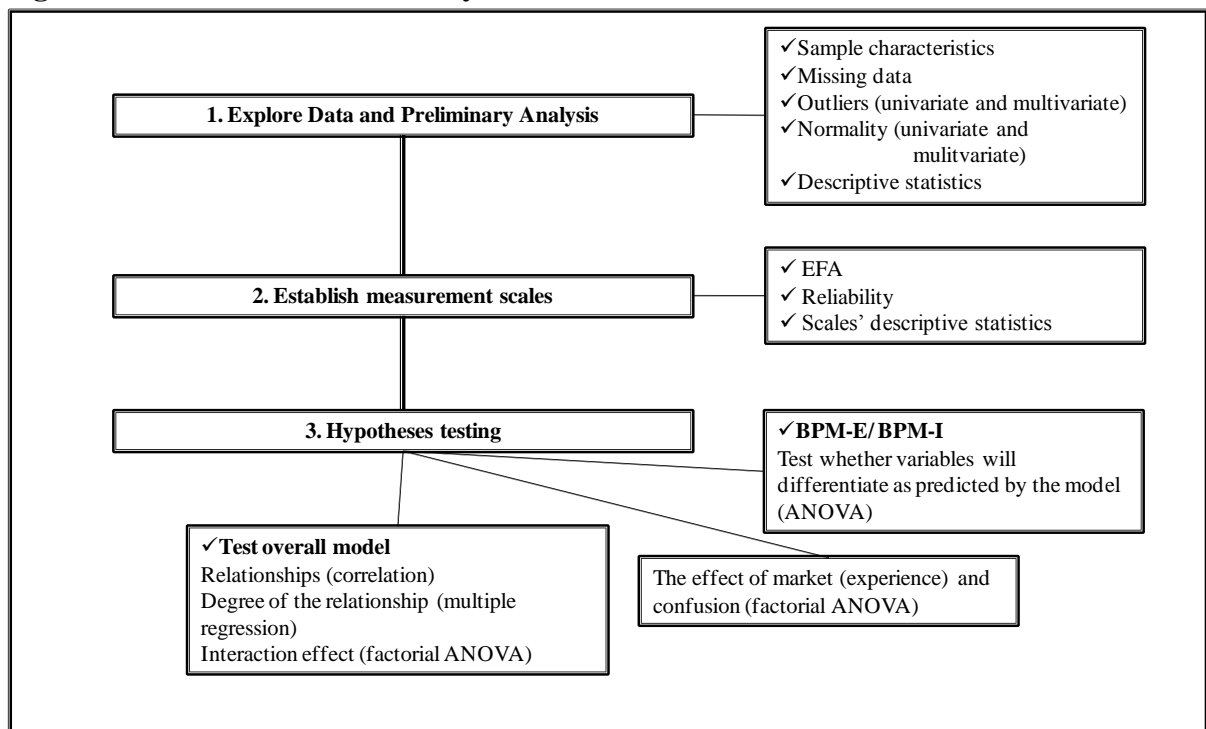 ✓Sample characteristics
✓Missing data
✓Outliers (univariate and multivariate)
✓Normality (univariate and
mulitvariate)
✓Descriptive statistics
1. Explore Data and Preliminary Analysis
2. Establish measurement scales
✓ EFA
✓ Reliability
✓ Scales’ descriptive statistics
3. Hypotheses testing
✓BPM-E/ BPM-I
Test whether variables will
differentiate as predicted by the model
(ANOVA)
✓Test overall model
Relationships (correlation)
Degree of the relationship (multiple
regression)
Interaction effect (factorial ANOVA)
The effect of market (experience) and
confusion (factorial ANOVA)